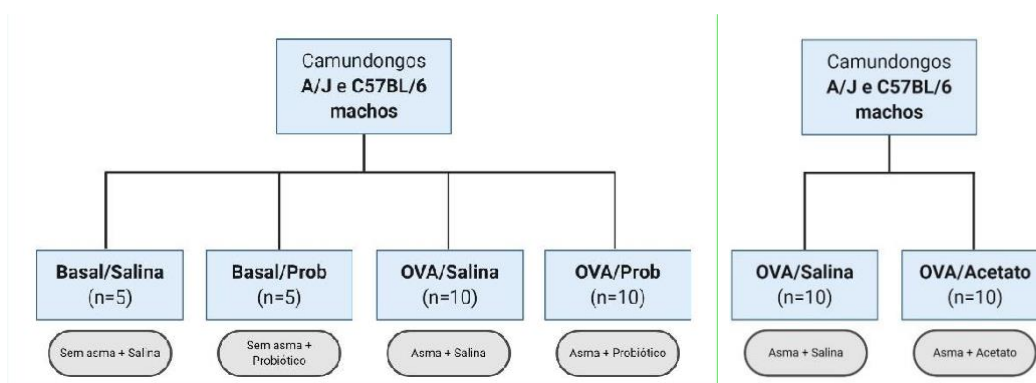 Camundongos
A/J e C57BL/6
machos
Basal/Salina
(n=5)
Sem asma + Salina
Basal/Prob
(n=5)
Sem asma +
Probiótico
OVA/Salina
(n=10)
Asma + Salina
OVA/Prob
(n=10)
Asma + Probiótico
Camundongos
A/J e C57BL/6
machos
OVA/Salina
(n=10)
Asma + Salina
OVA/Acetato
(n=10)
Asma + Acetato